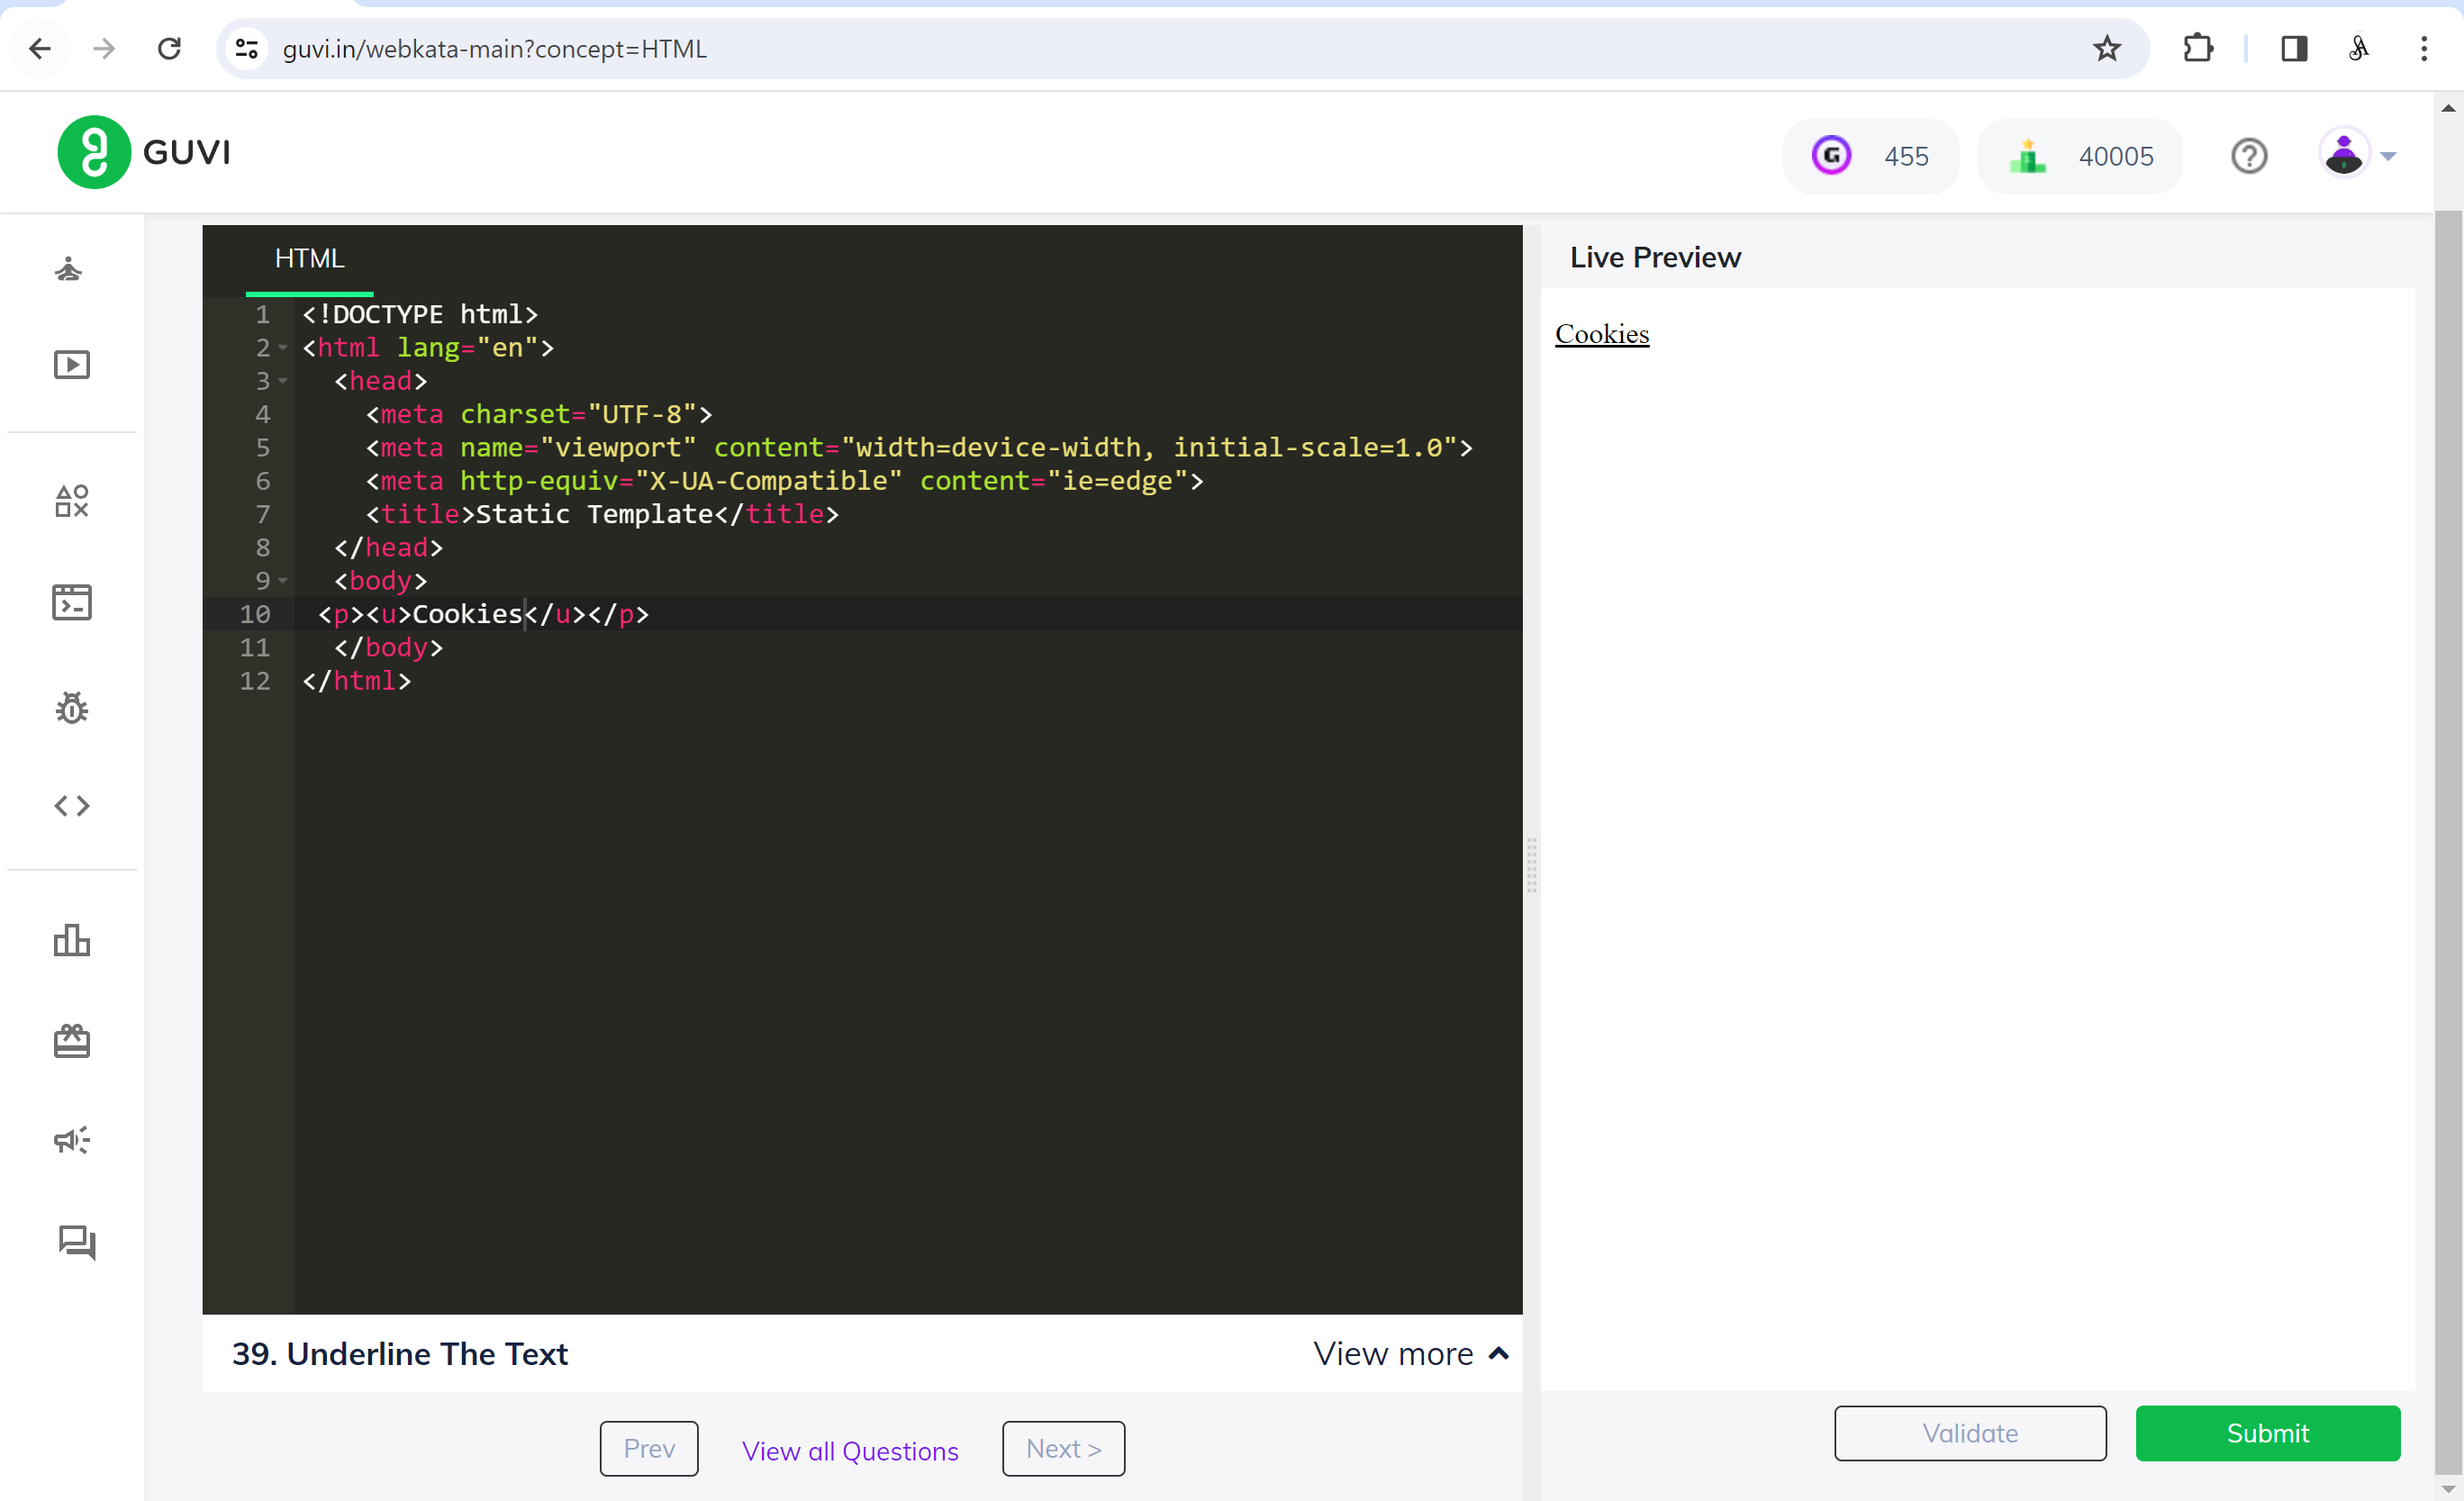 guvi.in/webkata-main?concept=HTML
GUVI
455
40005
HTML
Live Preview
1 <!DOCTYPE html>
2 <html lang="en">
3 <head>
4 <meta charset="UTF-8">
5 <meta name="viewport" content="width=device-width, initial-scale=1.0">
6 <meta http-equiv="X-UA-Compatible" content="ie=edge">
7 <title>Static Template</title>
8 </head>
9 <body>
10 <p><u>Cookies</u></p>
11 </body>
12 </html>
Cookies
39. Underline The Text
View more
Prev
View all Questions
Next >
Validate
Submit